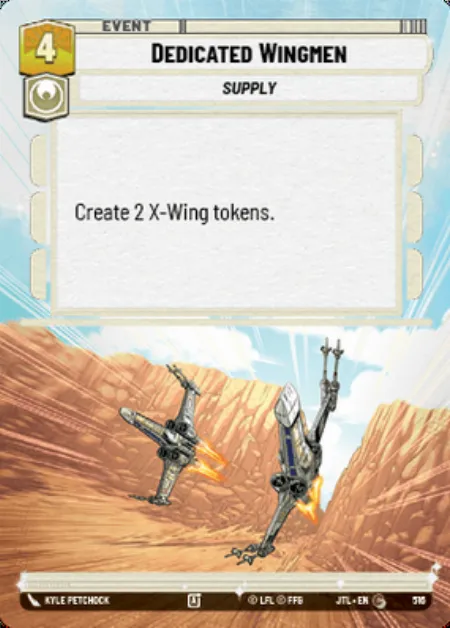 EVENT
4
DEDICATED WINGMEN
SUPPLY
Create 2 X-Wing tokens.
KYLE PETCHOCK
© LFL © FFG
JTL • EN
516